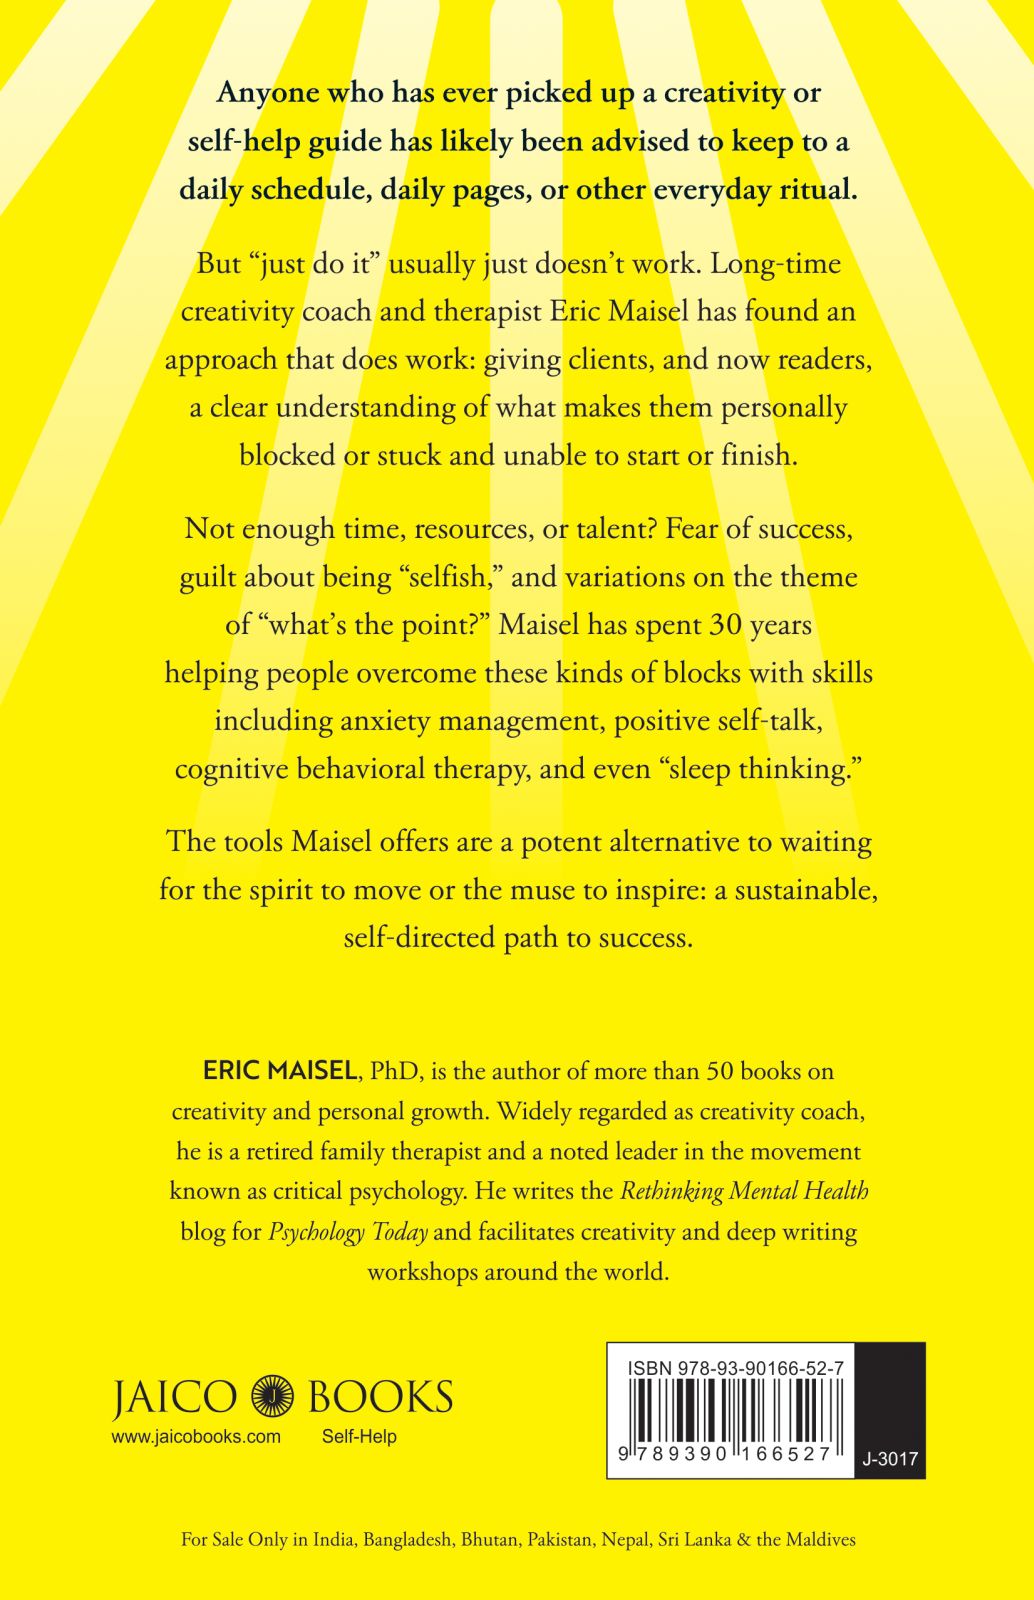 Anyone who has ever picked up a creativity or
self-help guide has likely been advised to keep to a
daily schedule, daily pages, or other everyday ritual.
But “just do it” usually just doesn’t work. Long-time
creativity coach and therapist Eric Maisel has found an
approach that does work: giving clients, and now readers,
a clear understanding of what makes them personally
blocked or stuck and unable to start or finish.
Not enough time, resources, or talent? Fear of success,
guilt about being “selfish,” and variations on the theme
of “what’s the point?” Maisel has spent 30 years
helping people overcome these kinds of blocks with skills
including anxiety management, positive self-talk,
cognitive behavioral therapy, and even “sleep thinking.”
The tools Maisel offers are a potent alternative to waiting
for the spirit to move or the muse to inspire: a sustainable,
self-directed path to success.
ERIC MAISEL, PhD, is the author of more than 50 books on
creativity and personal growth. Widely regarded as creativity coach,
he is a retired family therapist and a noted leader in the movement
known as critical psychology. He writes the Rethinking Mental Health
blog for Psychology Today and facilitates creativity and deep writing
workshops around the world.
JAICO J BOOKS
www.jaicobooks.com Self-Help
ISBN 978-93-90166-52-7
9 789390 166527
J-3017
For Sale Only in India, Bangladesh, Bhutan, Pakistan, Nepal, Sri Lanka & the Maldives